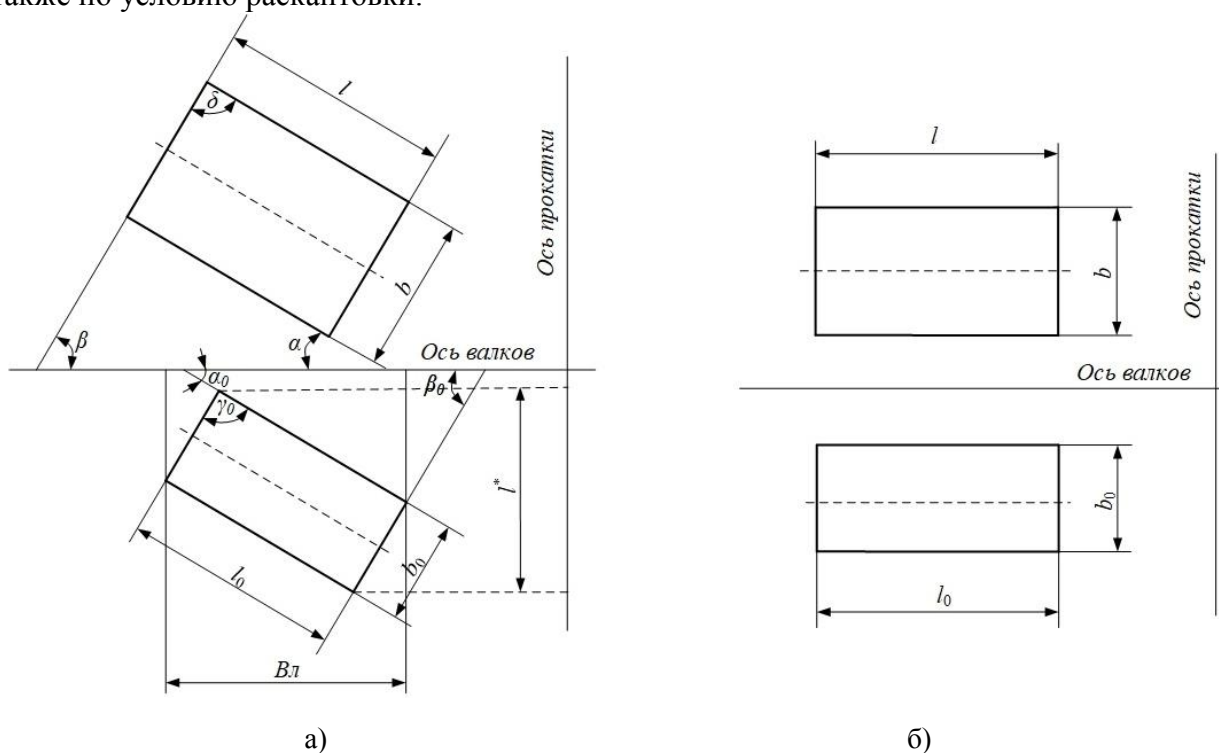 также по условию раскантовки.
l
δ
b
Ось прокатки
β
α
Ось валков
α₀
β₀
γ₀
l*
l₀
b₀
Вл
а)
l
b
Ось прокатки
Ось валков
b₀
l₀
б)